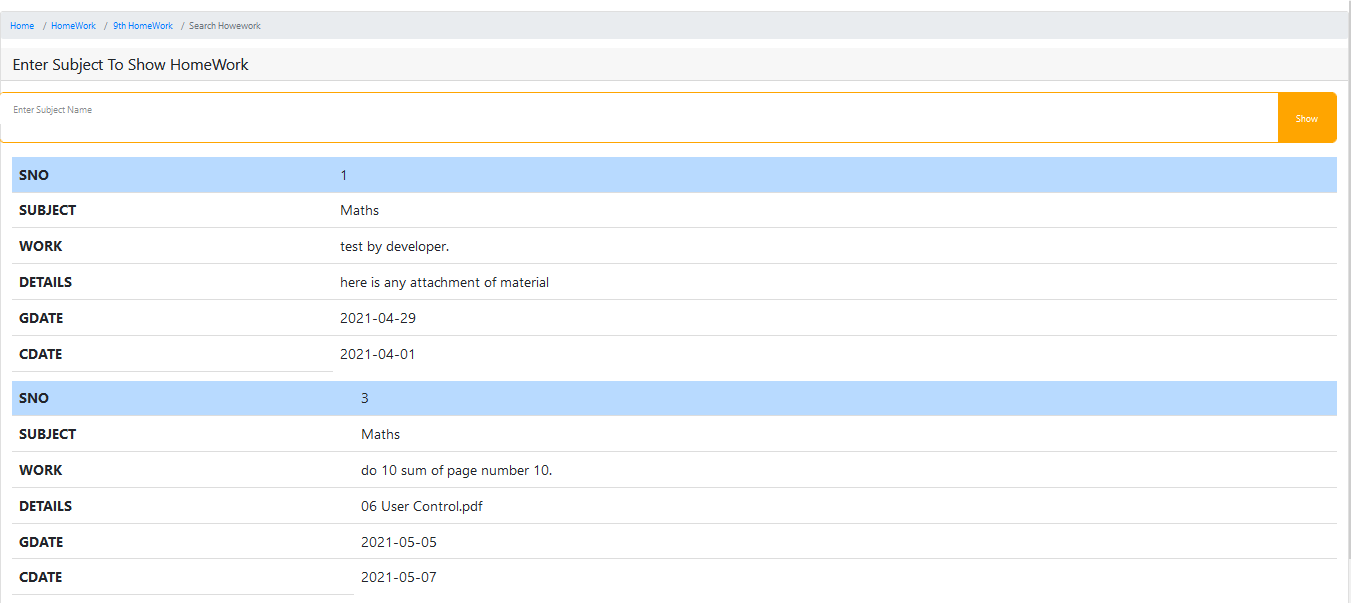 Home / HomeWork / 9th HomeWork / Search Howework
Enter Subject To Show HomeWork
Enter Subject Name
Show
SNO 1
SUBJECT Maths
WORK test by developer.
DETAILS here is any attachment of material
GDATE 2021-04-29
CDATE 2021-04-01
SNO 3
SUBJECT Maths
WORK do 10 sum of page number 10.
DETAILS 06 User Control.pdf
GDATE 2021-05-05
CDATE 2021-05-07